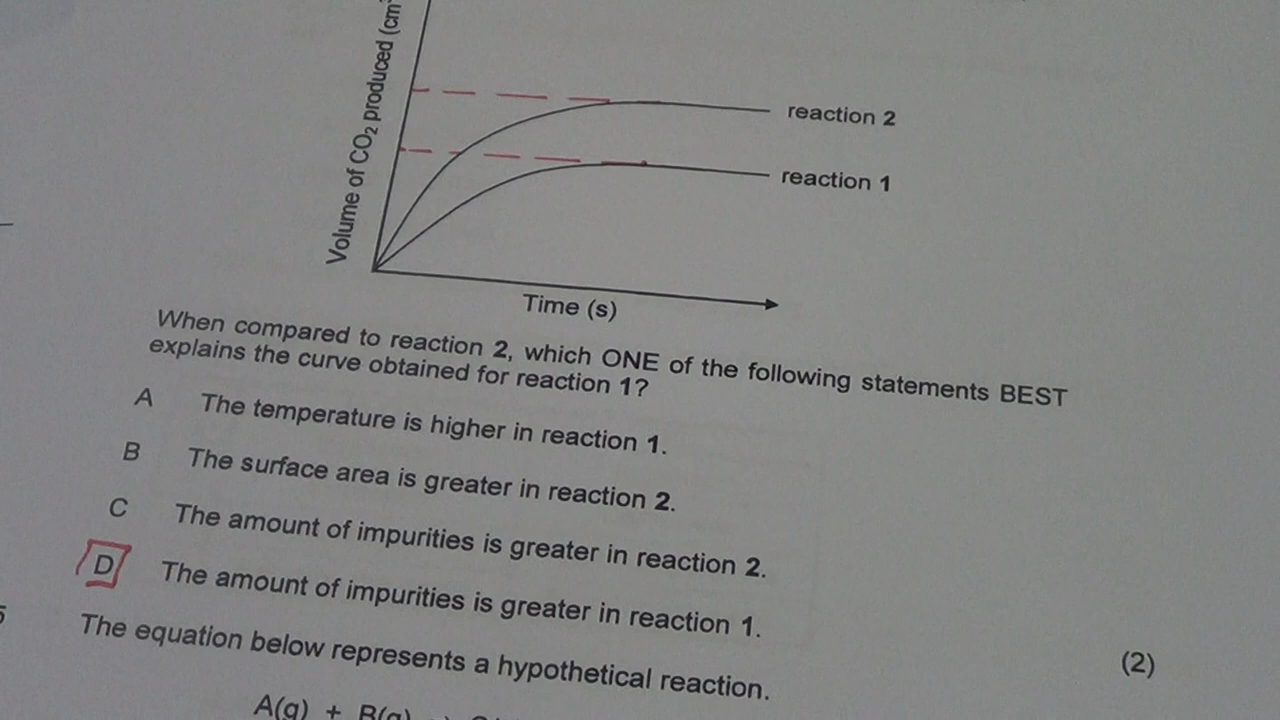 Volume of CO2 produced (cm
reaction 2
reaction 1
Time (s)
When compared to reaction 2, which ONE of the following statements BEST
explains the curve obtained for reaction 1?
A The temperature is higher in reaction 1.
B The surface area is greater in reaction 2.
C The amount of impurities is greater in reaction 2.
D The amount of impurities is greater in reaction 1.
(2)
The equation below represents a hypothetical reaction.
A(g) + B(g)